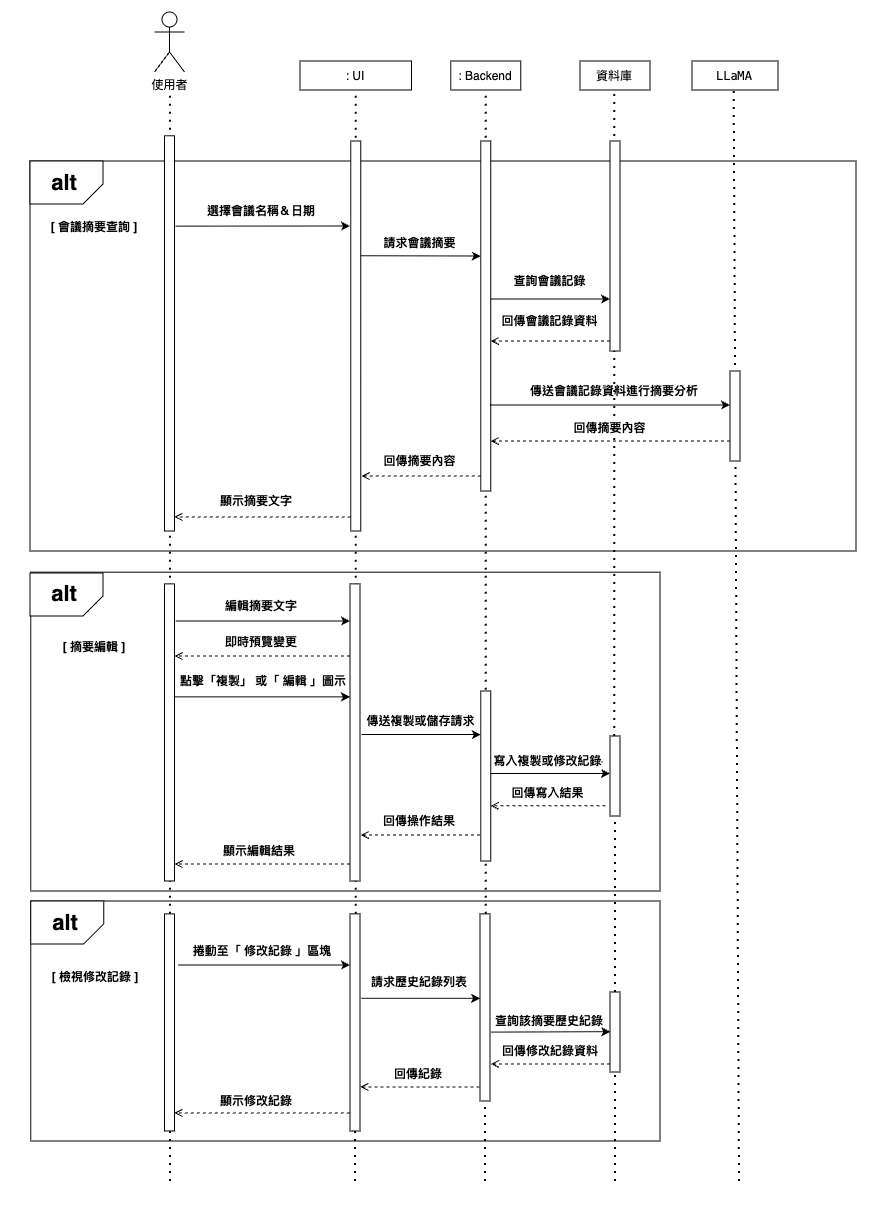 使用者
: UI
: Backend
資料庫
LLaMA
alt
[ 會議摘要查詢 ]
選擇會議名稱＆日期
請求會議摘要
查詢會議記錄
回傳會議記錄資料
傳送會議記錄資料進行摘要分析
回傳摘要內容
回傳摘要內容
顯示摘要文字
alt
[ 摘要編輯 ]
編輯摘要文字
即時預覽變更
點擊「複製」 或「 編輯 」圖示
傳送複製或儲存請求
寫入複製或修改紀錄
回傳寫入結果
回傳操作結果
顯示編輯結果
alt
[ 檢視修改記錄 ]
捲動至「 修改紀錄 」區塊
請求歷史紀錄列表
查詢該摘要歷史紀錄
回傳修改紀錄資料
回傳紀錄
顯示修改紀錄